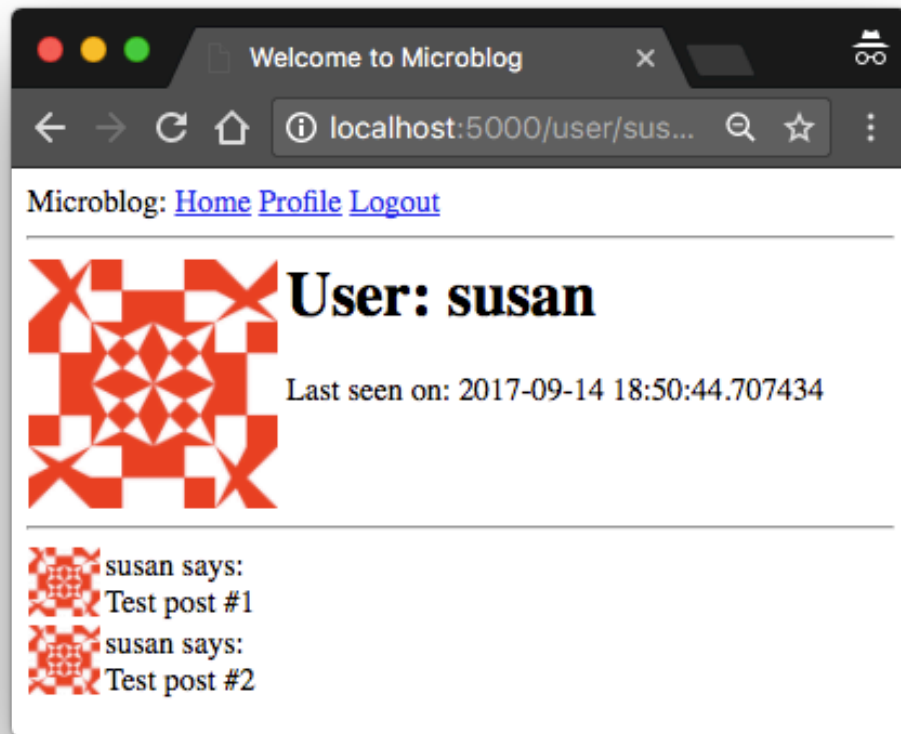 Welcome to Microblog
localhost:5000/user/sus...
Microblog: Home Profile Logout
User: susan
Last seen on: 2017-09-14 18:50:44.707434
susan says:
Test post #1
susan says:
Test post #2